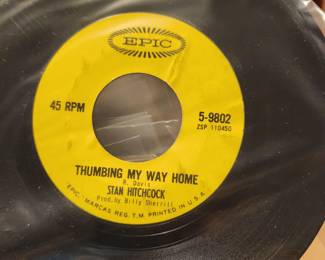 EPIC
45 RPM
5-9802
ZSP 110450
THUMBING MY WAY HOME
R. Davis
STAN HITCHCOCK
Prod. by Billy Sherrill
EPIC, MARCAS REG. T.M. PRINTED IN U.S.A.